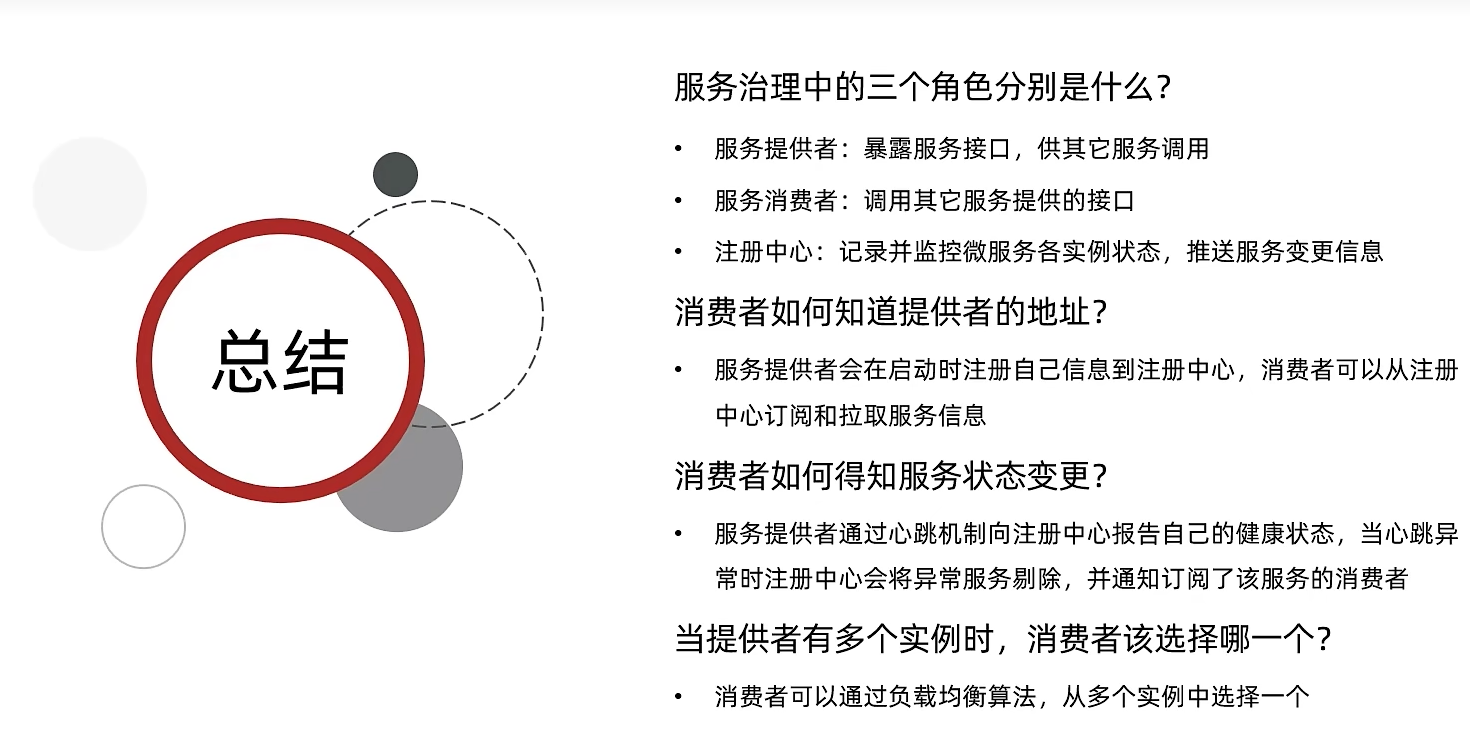 总结
服务治理中的三个角色分别是什么？
• 服务提供者：暴露服务接口，供其它服务调用
• 服务消费者：调用其它服务提供的接口
• 注册中心：记录并监控微服务各实例状态，推送服务变更信息
消费者如何知道提供者的地址？
• 服务提供者会在启动时注册自己信息到注册中心，消费者可以从注册
中心订阅和拉取服务信息
消费者如何得知服务状态变更？
• 服务提供者通过心跳机制向注册中心报告自己的健康状态，当心跳异
常时注册中心会将异常服务剔除，并通知订阅了该服务的消费者
当提供者有多个实例时，消费者该选择哪一个？
• 消费者可以通过负载均衡算法，从多个实例中选择一个